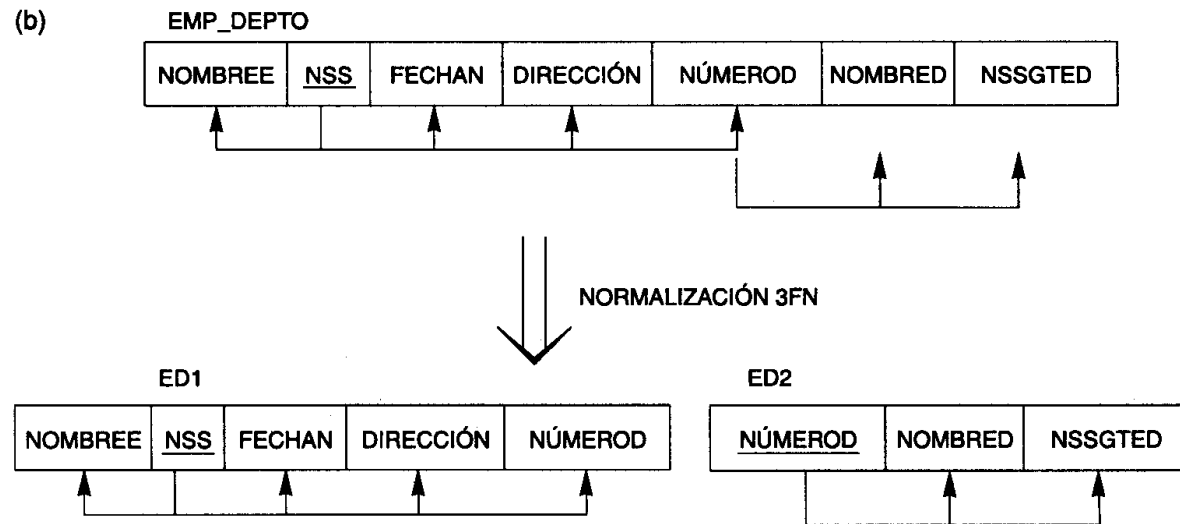 (b)
EMP_DEPTO
NOMBREE NSS FECHAN DIRECCIÓN NÚMEROD NOMBRED NSSGTED
NORMALIZACIÓN 3FN
ED1
NOMBREE NSS FECHAN DIRECCIÓN NÚMEROD
ED2
NÚMEROD NOMBRED NSSGTED